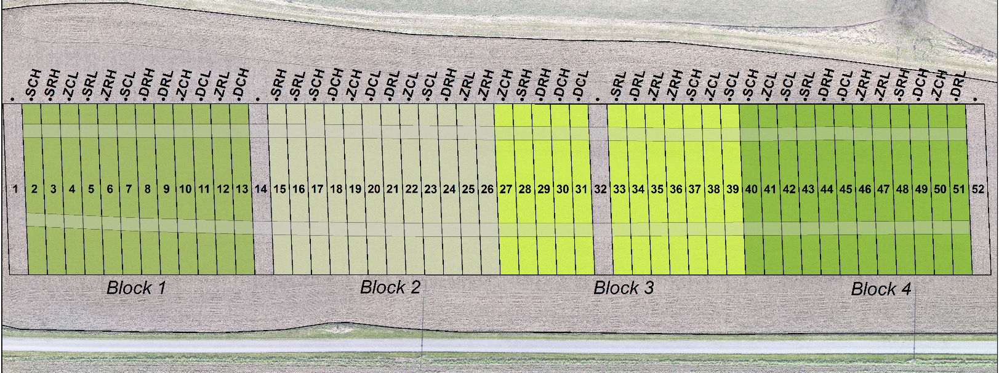 . .SCH .SRH .ZCL .SRL .ZRH .SCL .DRH .DRL .ZCH .DCL .ZRL .DCH . .SRH .SRL .SCH .DCH .ZCH .DCL .DRL .ZCL .SCL .DRH .ZRL .ZRH .ZCH .SRH .DRH .DCH .DCL . .SRL .DRL .ZRL .ZRH .SCH .ZCL .SCL .SCH .ZCL .SCL .SRL .DRH .DCL .ZRH .ZRL .SRH .DCH .ZCH .DRL .
1 2 3 4 5 6 7 8 9 10 11 12 13 14 15 16 17 18 19 20 21 22 23 24 25 26 27 28 29 30 31 32 33 34 35 36 37 38 39 40 41 42 43 44 45 46 47 48 49 50 51 52
Block 1 Block 2 Block 3 Block 4